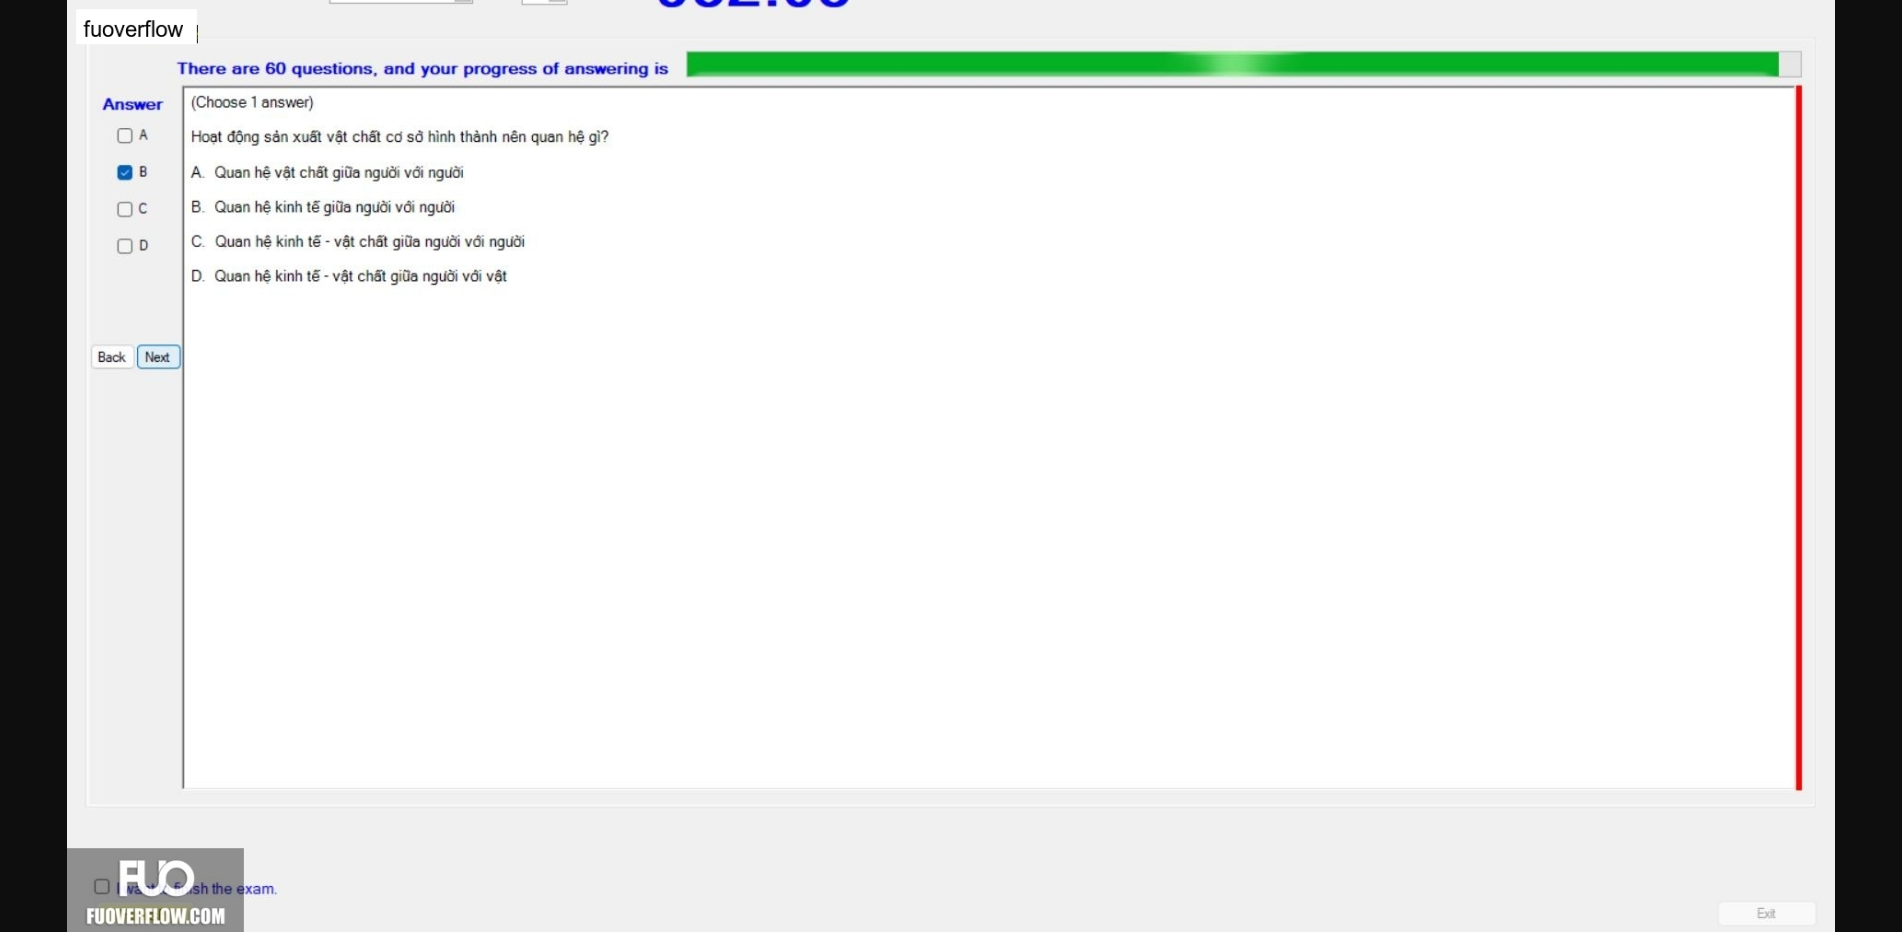 fuoverflow
There are 60 questions, and your progress of answering is
Answer
(Choose 1 answer)
A
Hoạt động sản xuất vật chất cơ sở hình thành nên quan hệ gì?
B
A. Quan hệ vật chất giữa người với người
C
B. Quan hệ kinh tế giữa người với người
D
C. Quan hệ kinh tế - vật chất giữa người với người
D. Quan hệ kinh tế - vật chất giữa người với vật
Back Next
FUO
exam.
sh the
FUOVERFLOW.COM
Exit